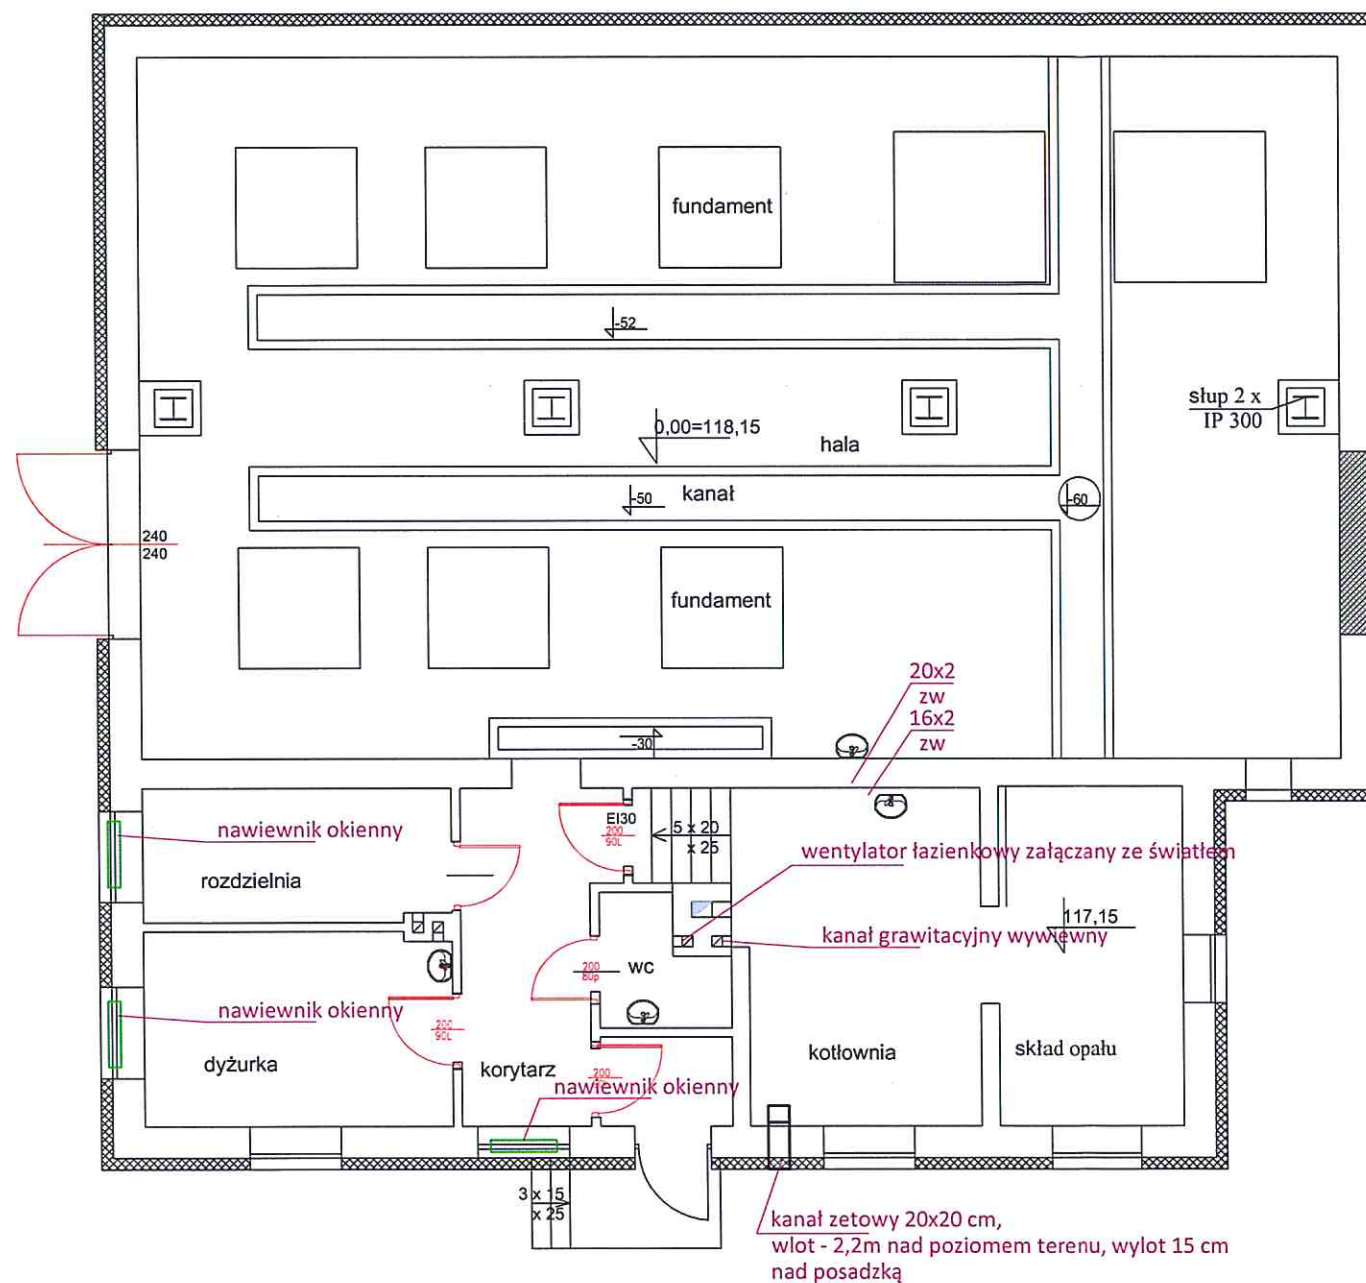 fundament
-52
słup 2 x
IP 300
0,00=118,15
hala
-50
kanał
-60
240
240
fundament
20x2
zw
16x2
zw
-30
nawiewnik okienny
EI30
200
90L
5 x 20
x 25
wentylator łazienkowy załączany ze światłem
rozdzielnia
117,15
kanał grawitacyjny wywiewny
200
80p
wc
nawiewnik okienny
200
90L
dyżurka
korytarz
200
nawiewnik okienny
kotłownia
skład opału
3 x 15
x 25
kanał zetowy 20x20 cm,
wlot - 2,2m nad poziomem terenu, wylot 15 cm
nad posadzką